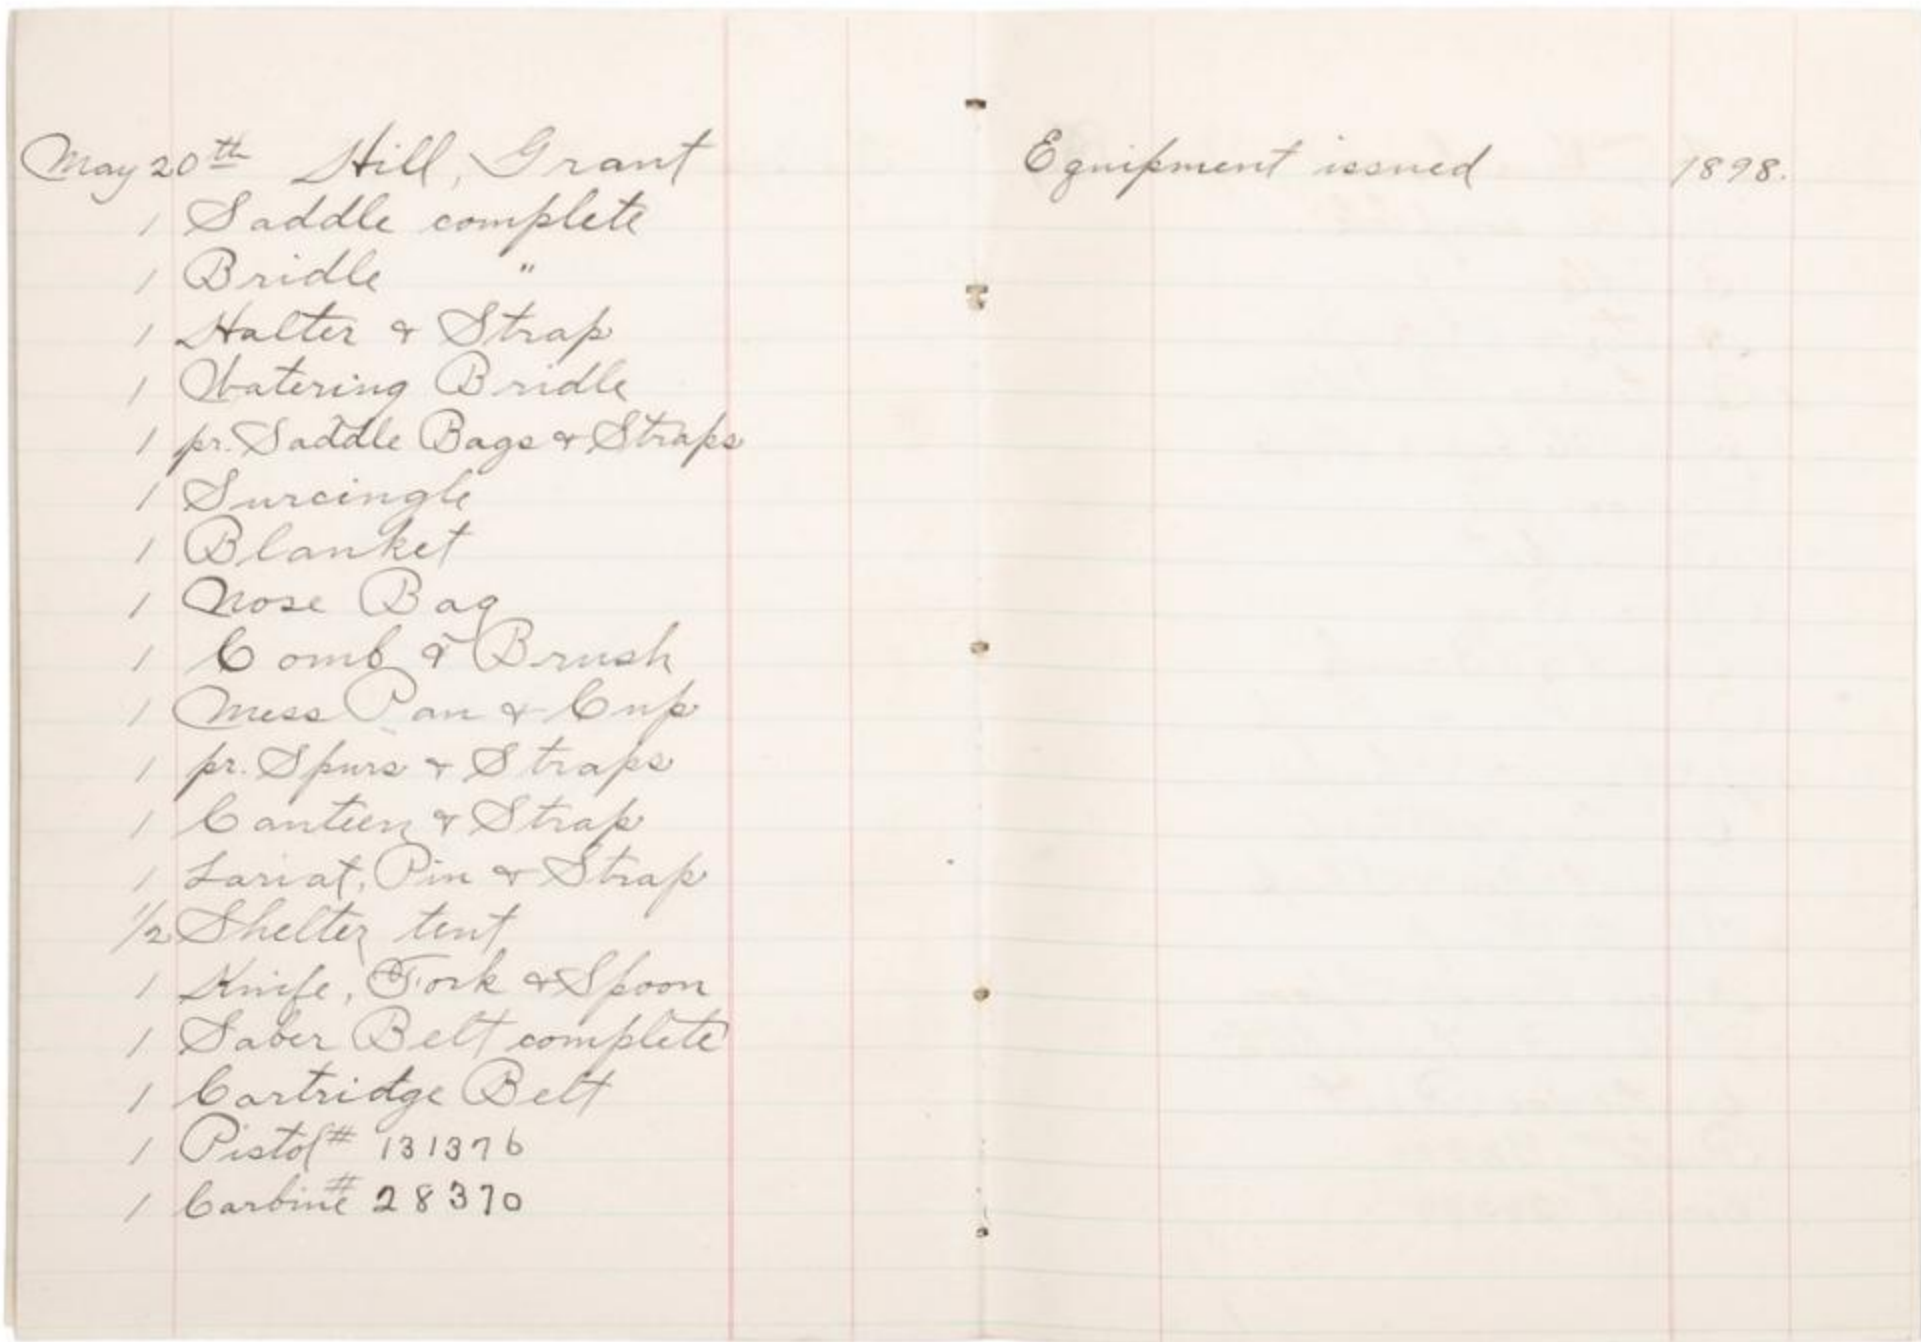 May 20th Hill, Grant
Equipment issued 1898.
1 Saddle complete
1 Bridle "
1 Halter & Strap
1 Watering Bridle
1 pr. Saddle Bags & Straps
1 Surcingle
1 Blanket
1 Nose Bag
1 Comb & Brush
1 Mess Pan & Cup
1 pr. Spurs & Straps
1 Canteen & Strap
1 Lariat, Pin & Strap
1/2 Shelter tent
1 Knife, Fork & Spoon
1 Saber Belt complete
1 Cartridge Belt
1 Pistol # 131376
1 Carbine # 28370